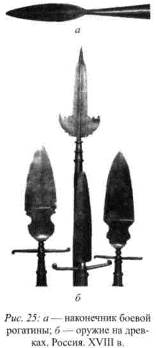 а
б
Рис. 25: а — наконечник боевой
рогатины; б — оружие на древ-
ках. Россия. XVIII в.